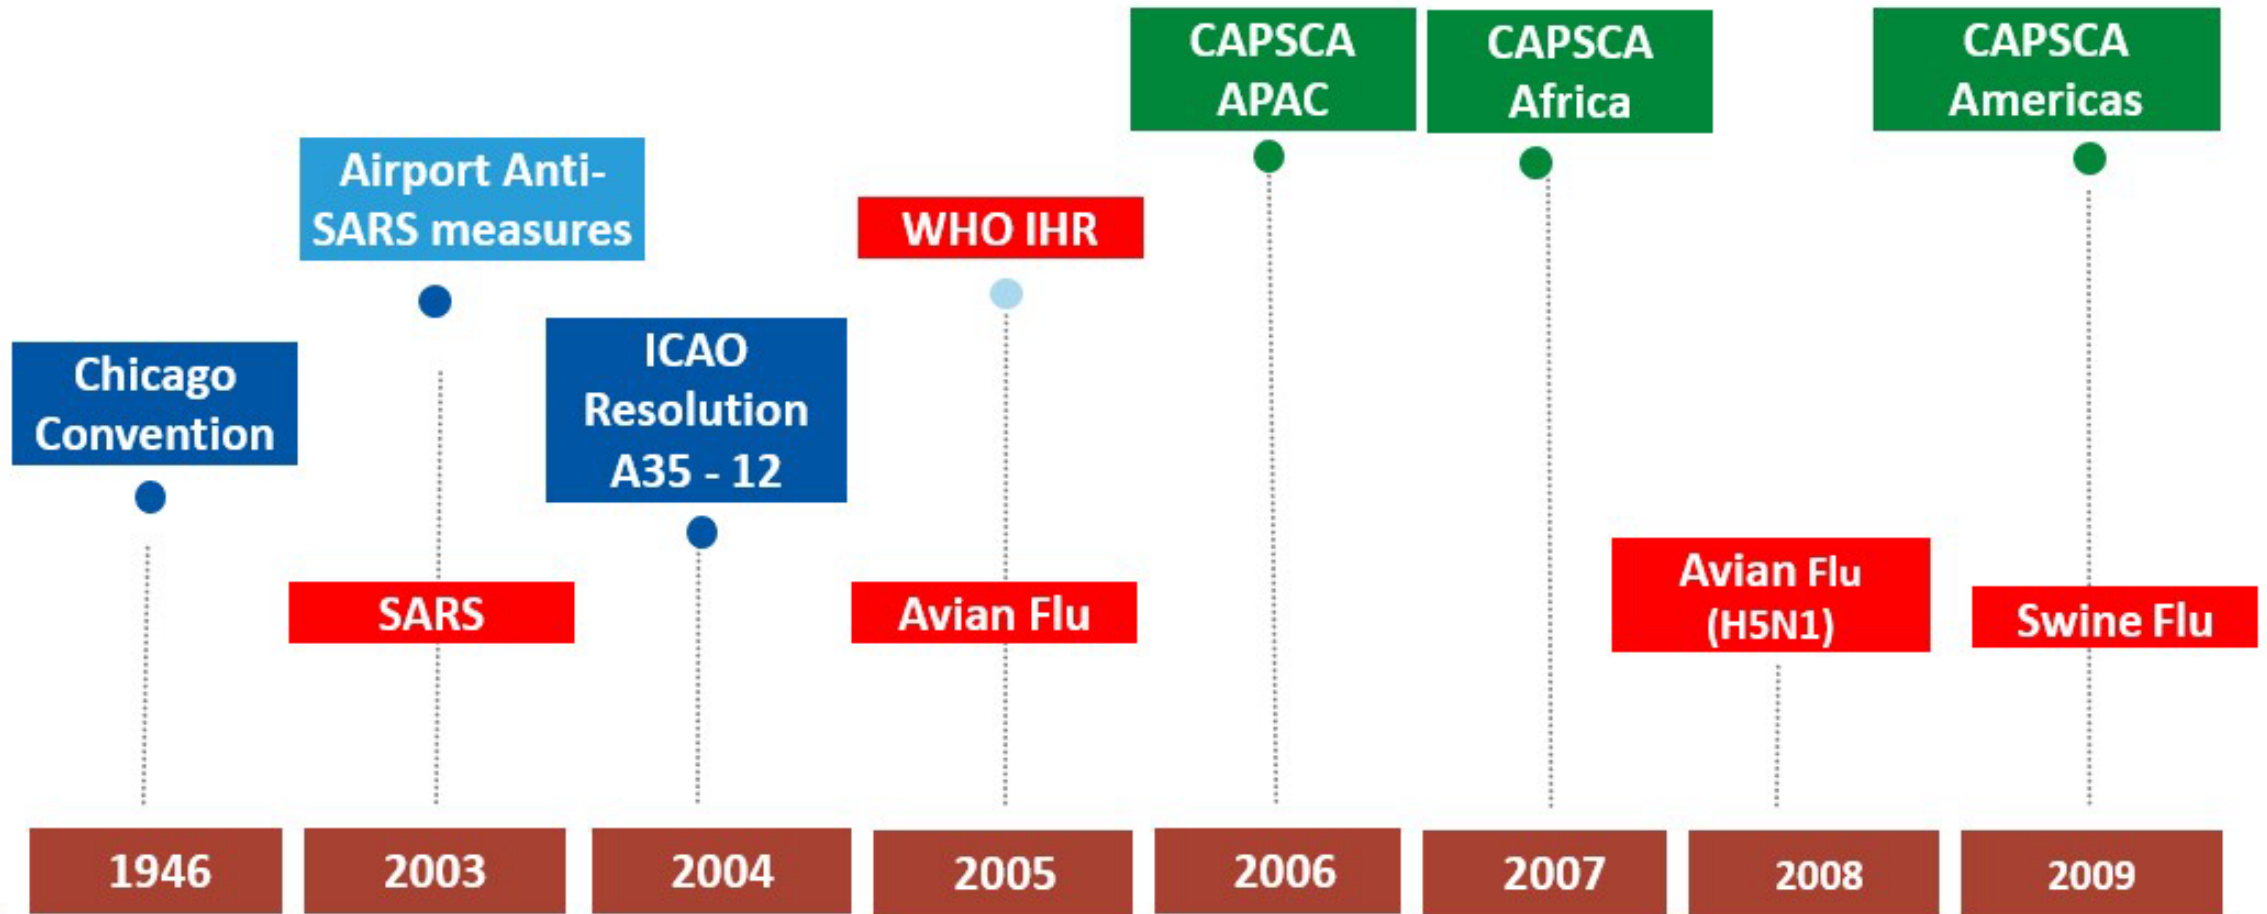 CAPSCA
APAC
CAPSCA
Africa
CAPSCA
Americas
Airport Anti-
SARS measures
WHO IHR
Chicago
Convention
ICAO
Resolution
A35 - 12
SARS
Avian Flu
Avian Flu
(H5N1)
Swine Flu
1946
2003
2004
2005
2006
2007
2008
2009